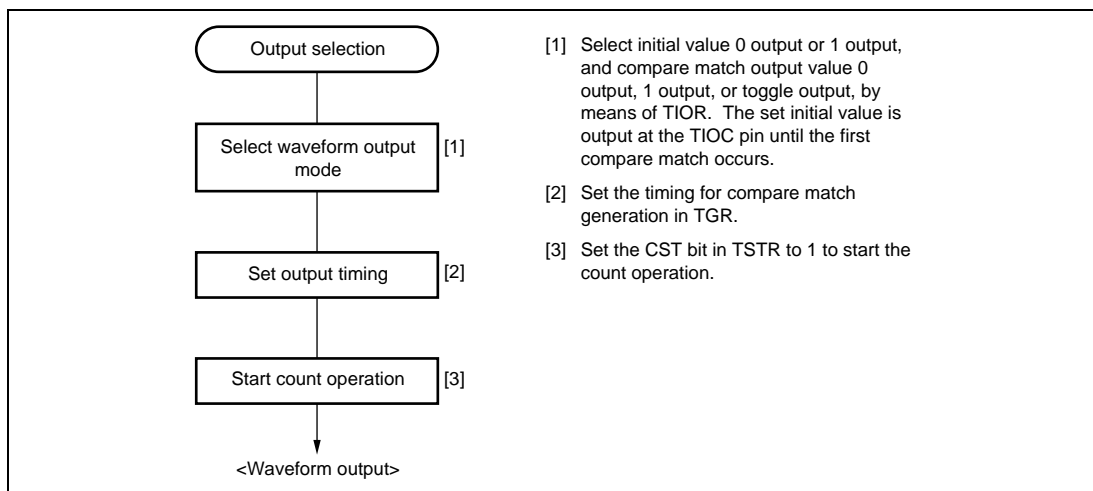 Output selection
Select waveform output
mode
[1]
Set output timing
[2]
Start count operation
[3]
<Waveform output>
[1] Select initial value 0 output or 1 output,
and compare match output value 0
output, 1 output, or toggle output, by
means of TIOR. The set initial value is
output at the TIOC pin until the first
compare match occurs.
[2] Set the timing for compare match
generation in TGR.
[3] Set the CST bit in TSTR to 1 to start the
count operation.